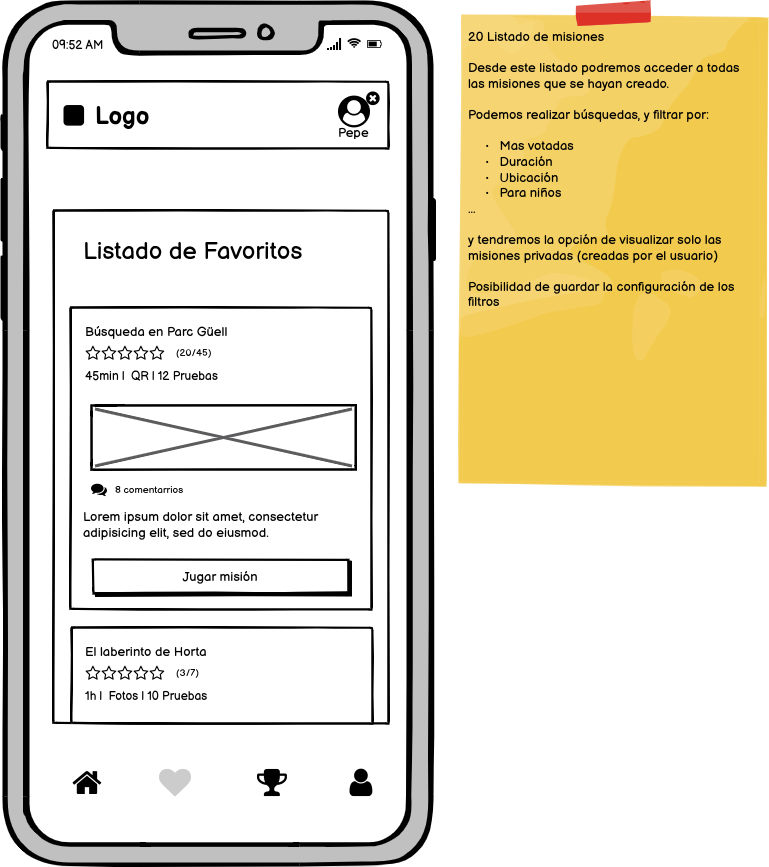 09:52 AM
Logo
Pepe
Listado de Favoritos
Búsqueda en Parc Güell
(20/45)
45min | QR | 12 Pruebas
8 comentarrios
Lorem ipsum dolor sit amet, consectetur
adipisicing elit, sed do eiusmod.
Jugar misión
El laberinto de Horta
(3/7)
1h | Fotos | 10 Pruebas
20 Listado de misiones
Desde este listado podremos acceder a todas
las misiones que se hayan creado.
Podemos realizar búsquedas, y filtrar por:
• Mas votadas
• Duración
• Ubicación
• Para niños
...
y tendremos la opción de visualizar solo las
misiones privadas (creadas por el usuario)
Posibilidad de guardar la configuración de los
filtros